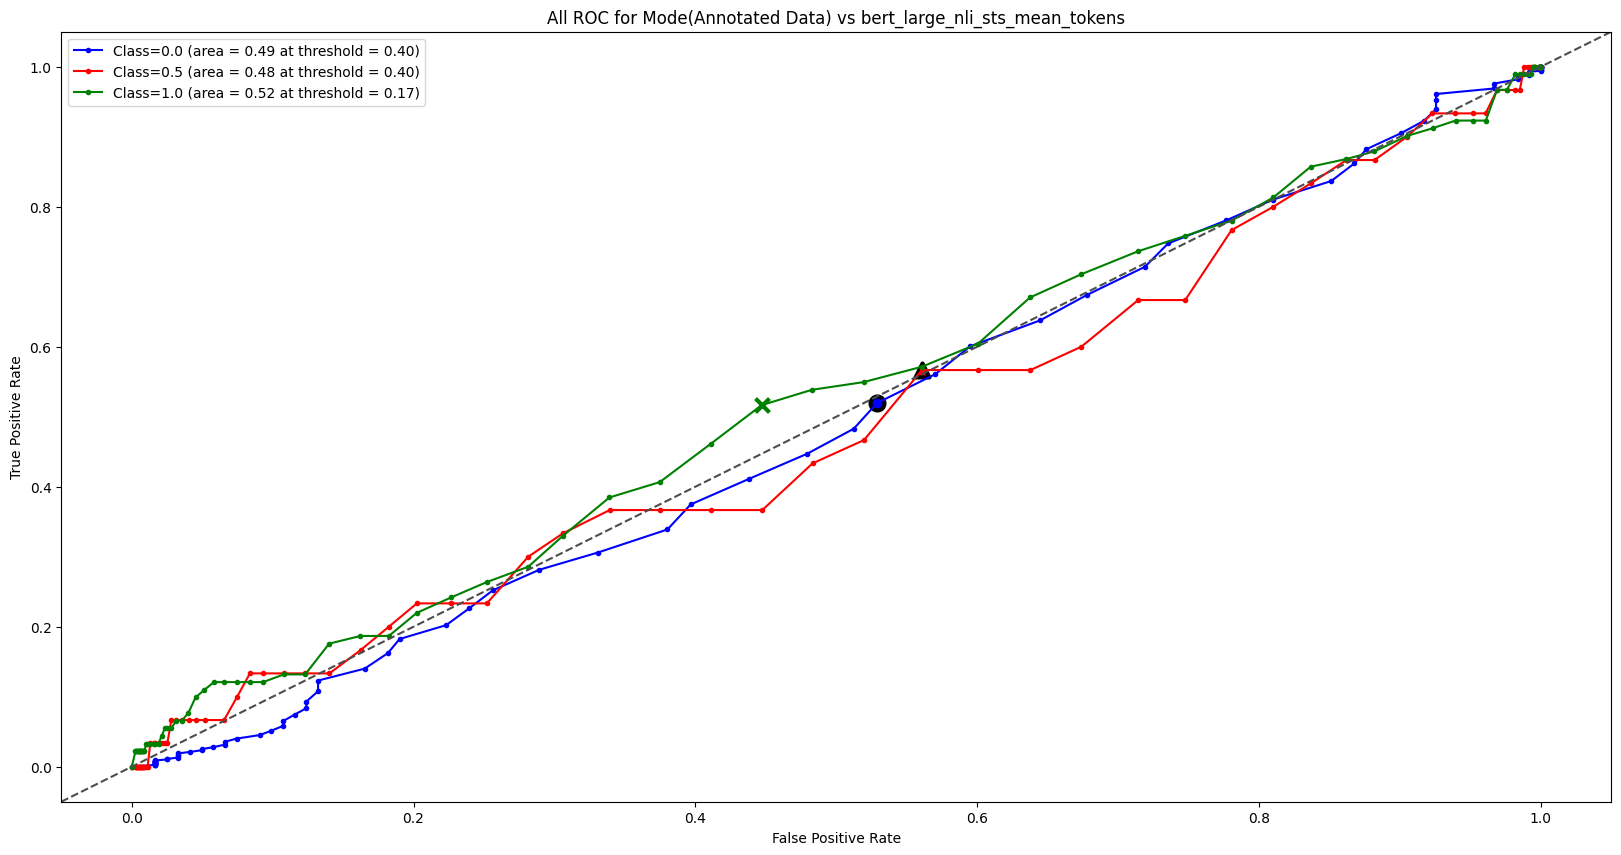 All ROC for Mode(Annotated Data) vs bert_large_nli_sts_mean_tokens
Class=0.0 (area = 0.49 at threshold = 0.40)
Class=0.5 (area = 0.48 at threshold = 0.40)
Class=1.0 (area = 0.52 at threshold = 0.17)
True Positive Rate
1.0
0.8
0.6
0.4
0.2
0.0
0.0 0.2 0.4 0.6 0.8 1.0
False Positive Rate